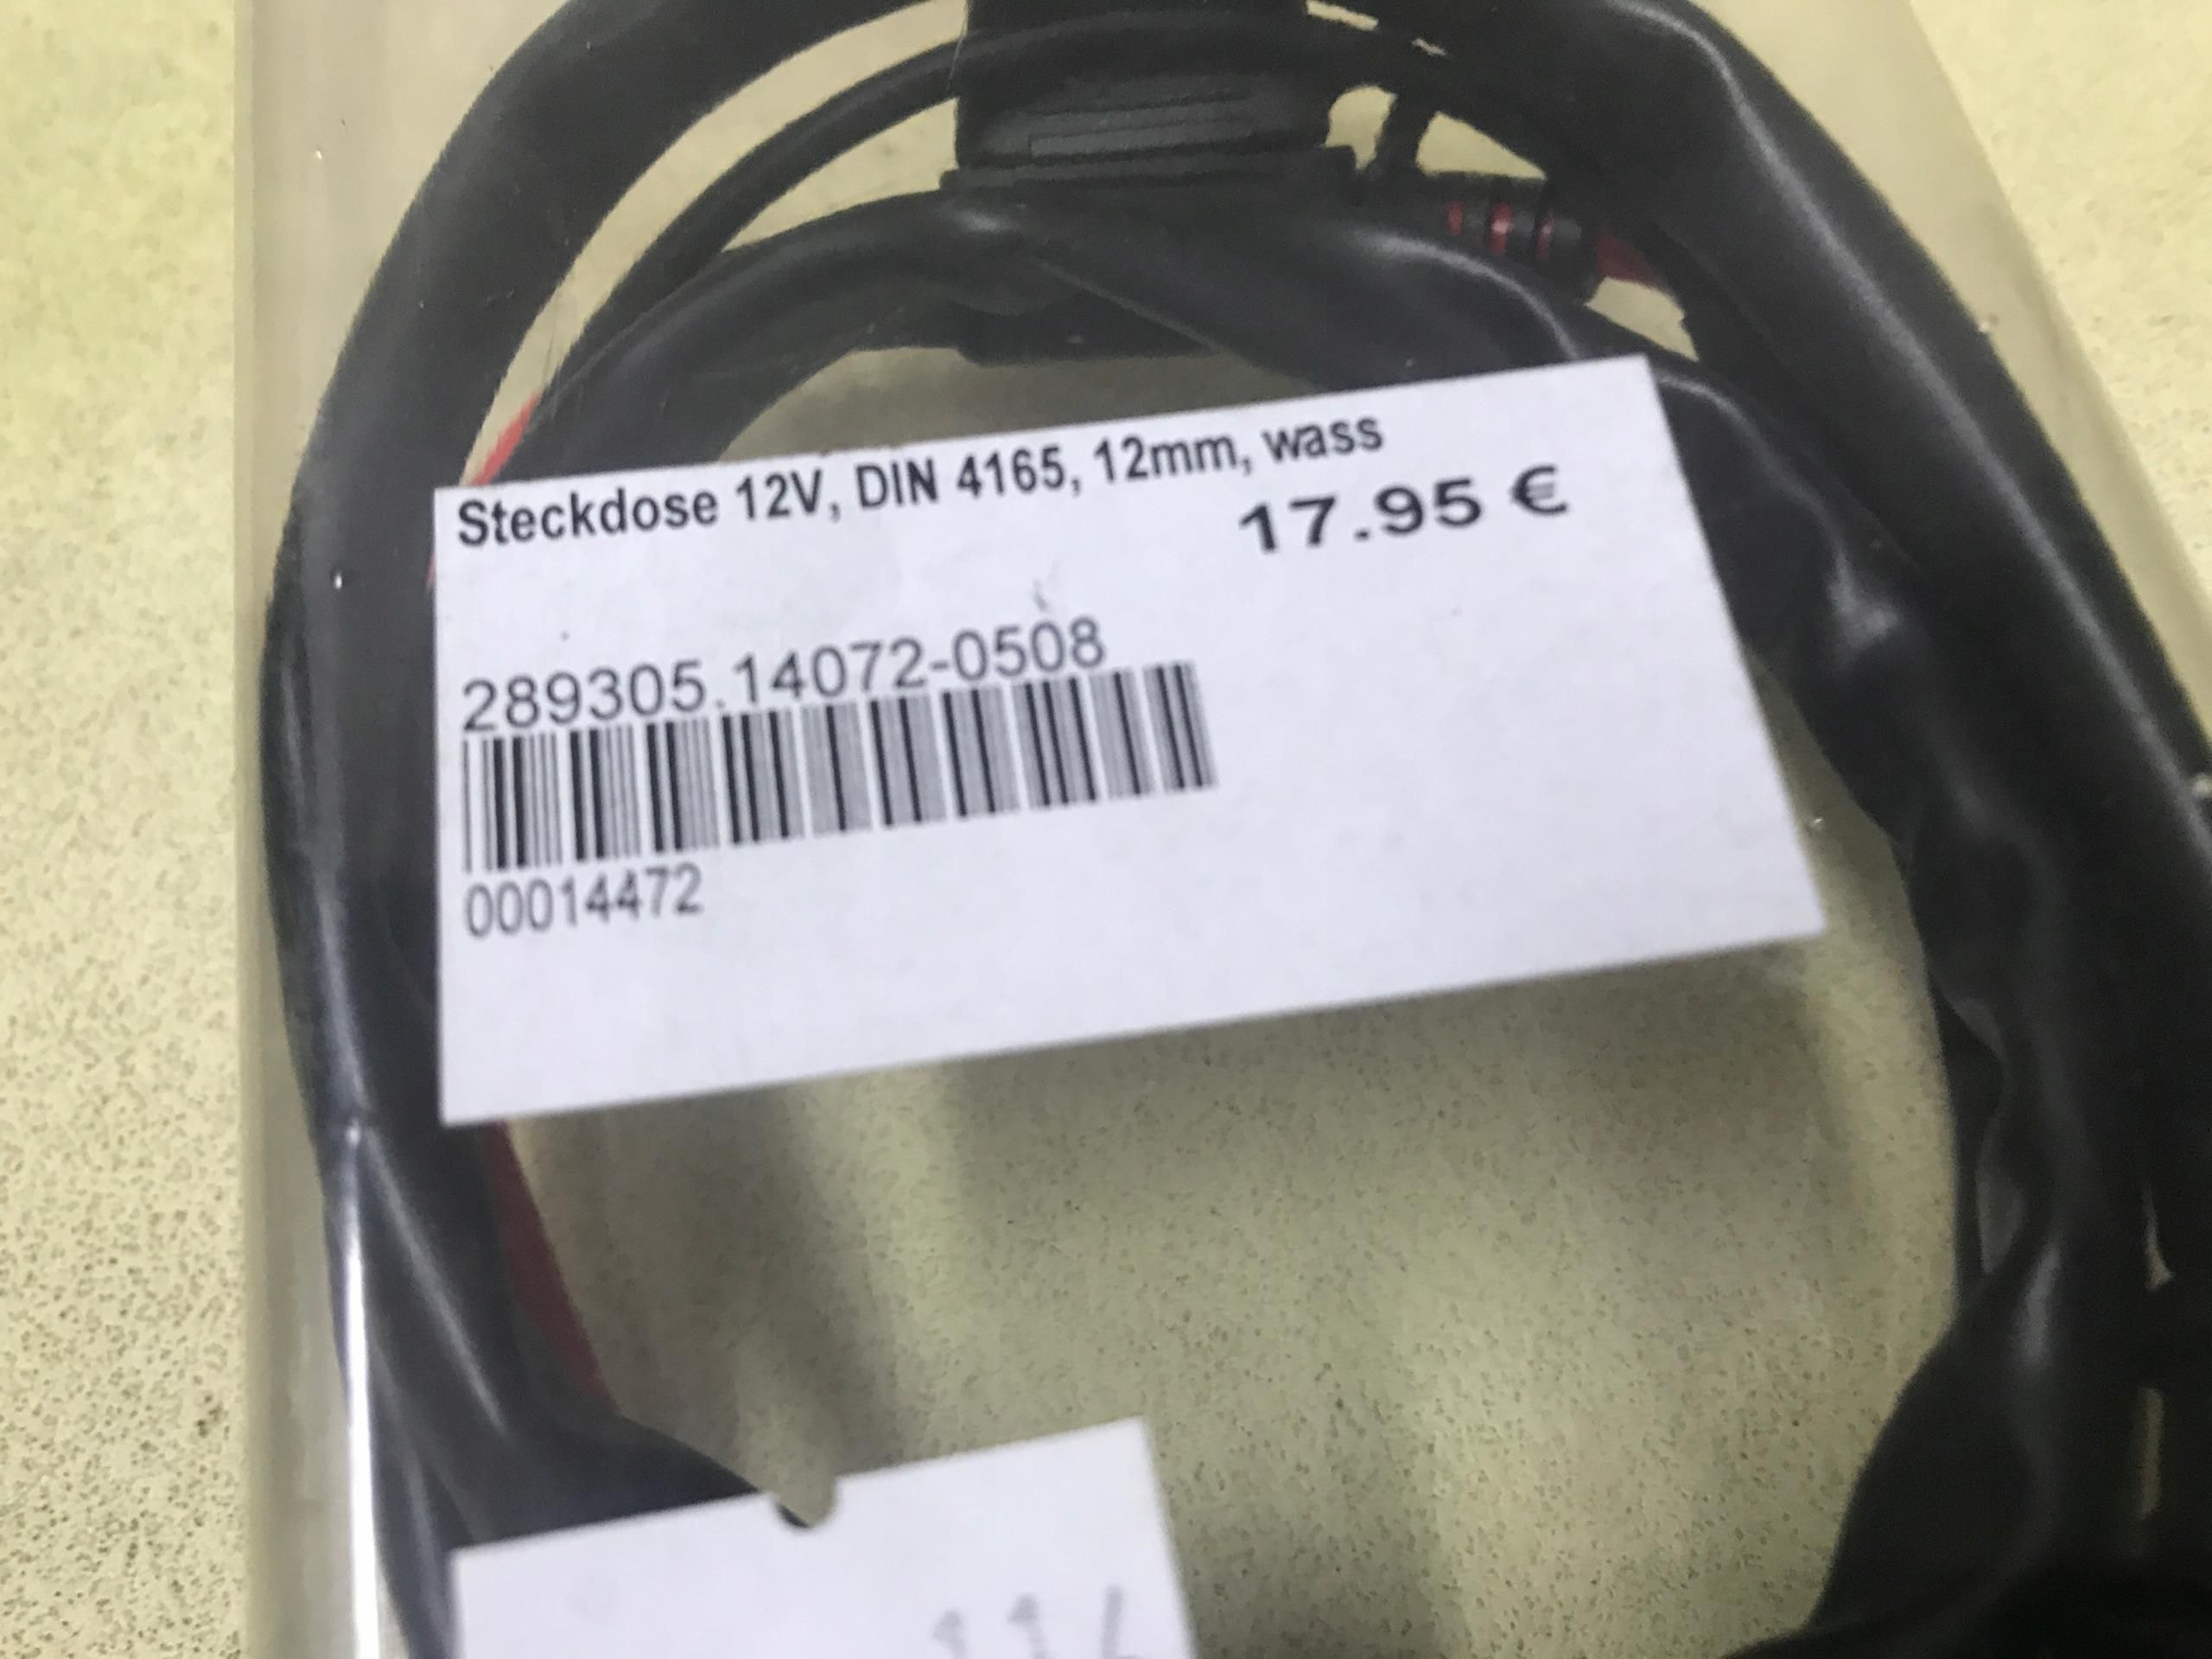 Steckdose 12V, DIN 4165, 12mm, wass
17.95 €
289305.14072-0508
00014472